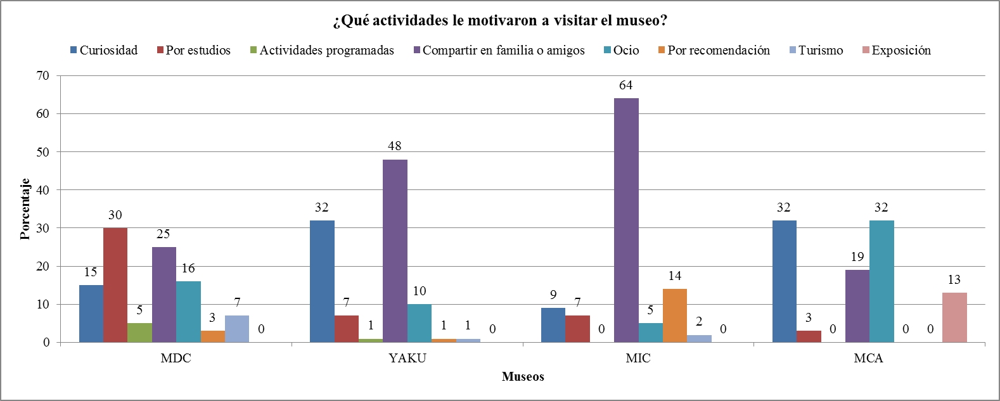 ¿Qué actividades le motivaron a visitar el museo?
Curiosidad Por estudios Actividades programadas Compartir en familia o amigos Ocio Por recomendación Turismo Exposición
Porcentaje
70
60
50
40
30
20
10
0
15 30 5 25 16 3 7 0
32 7 1 48 10 1 1 0
9 7 0 64 5 14 2 0
32 3 0 19 32 0 0 13
MDC YAKU MIC MCA
Museos